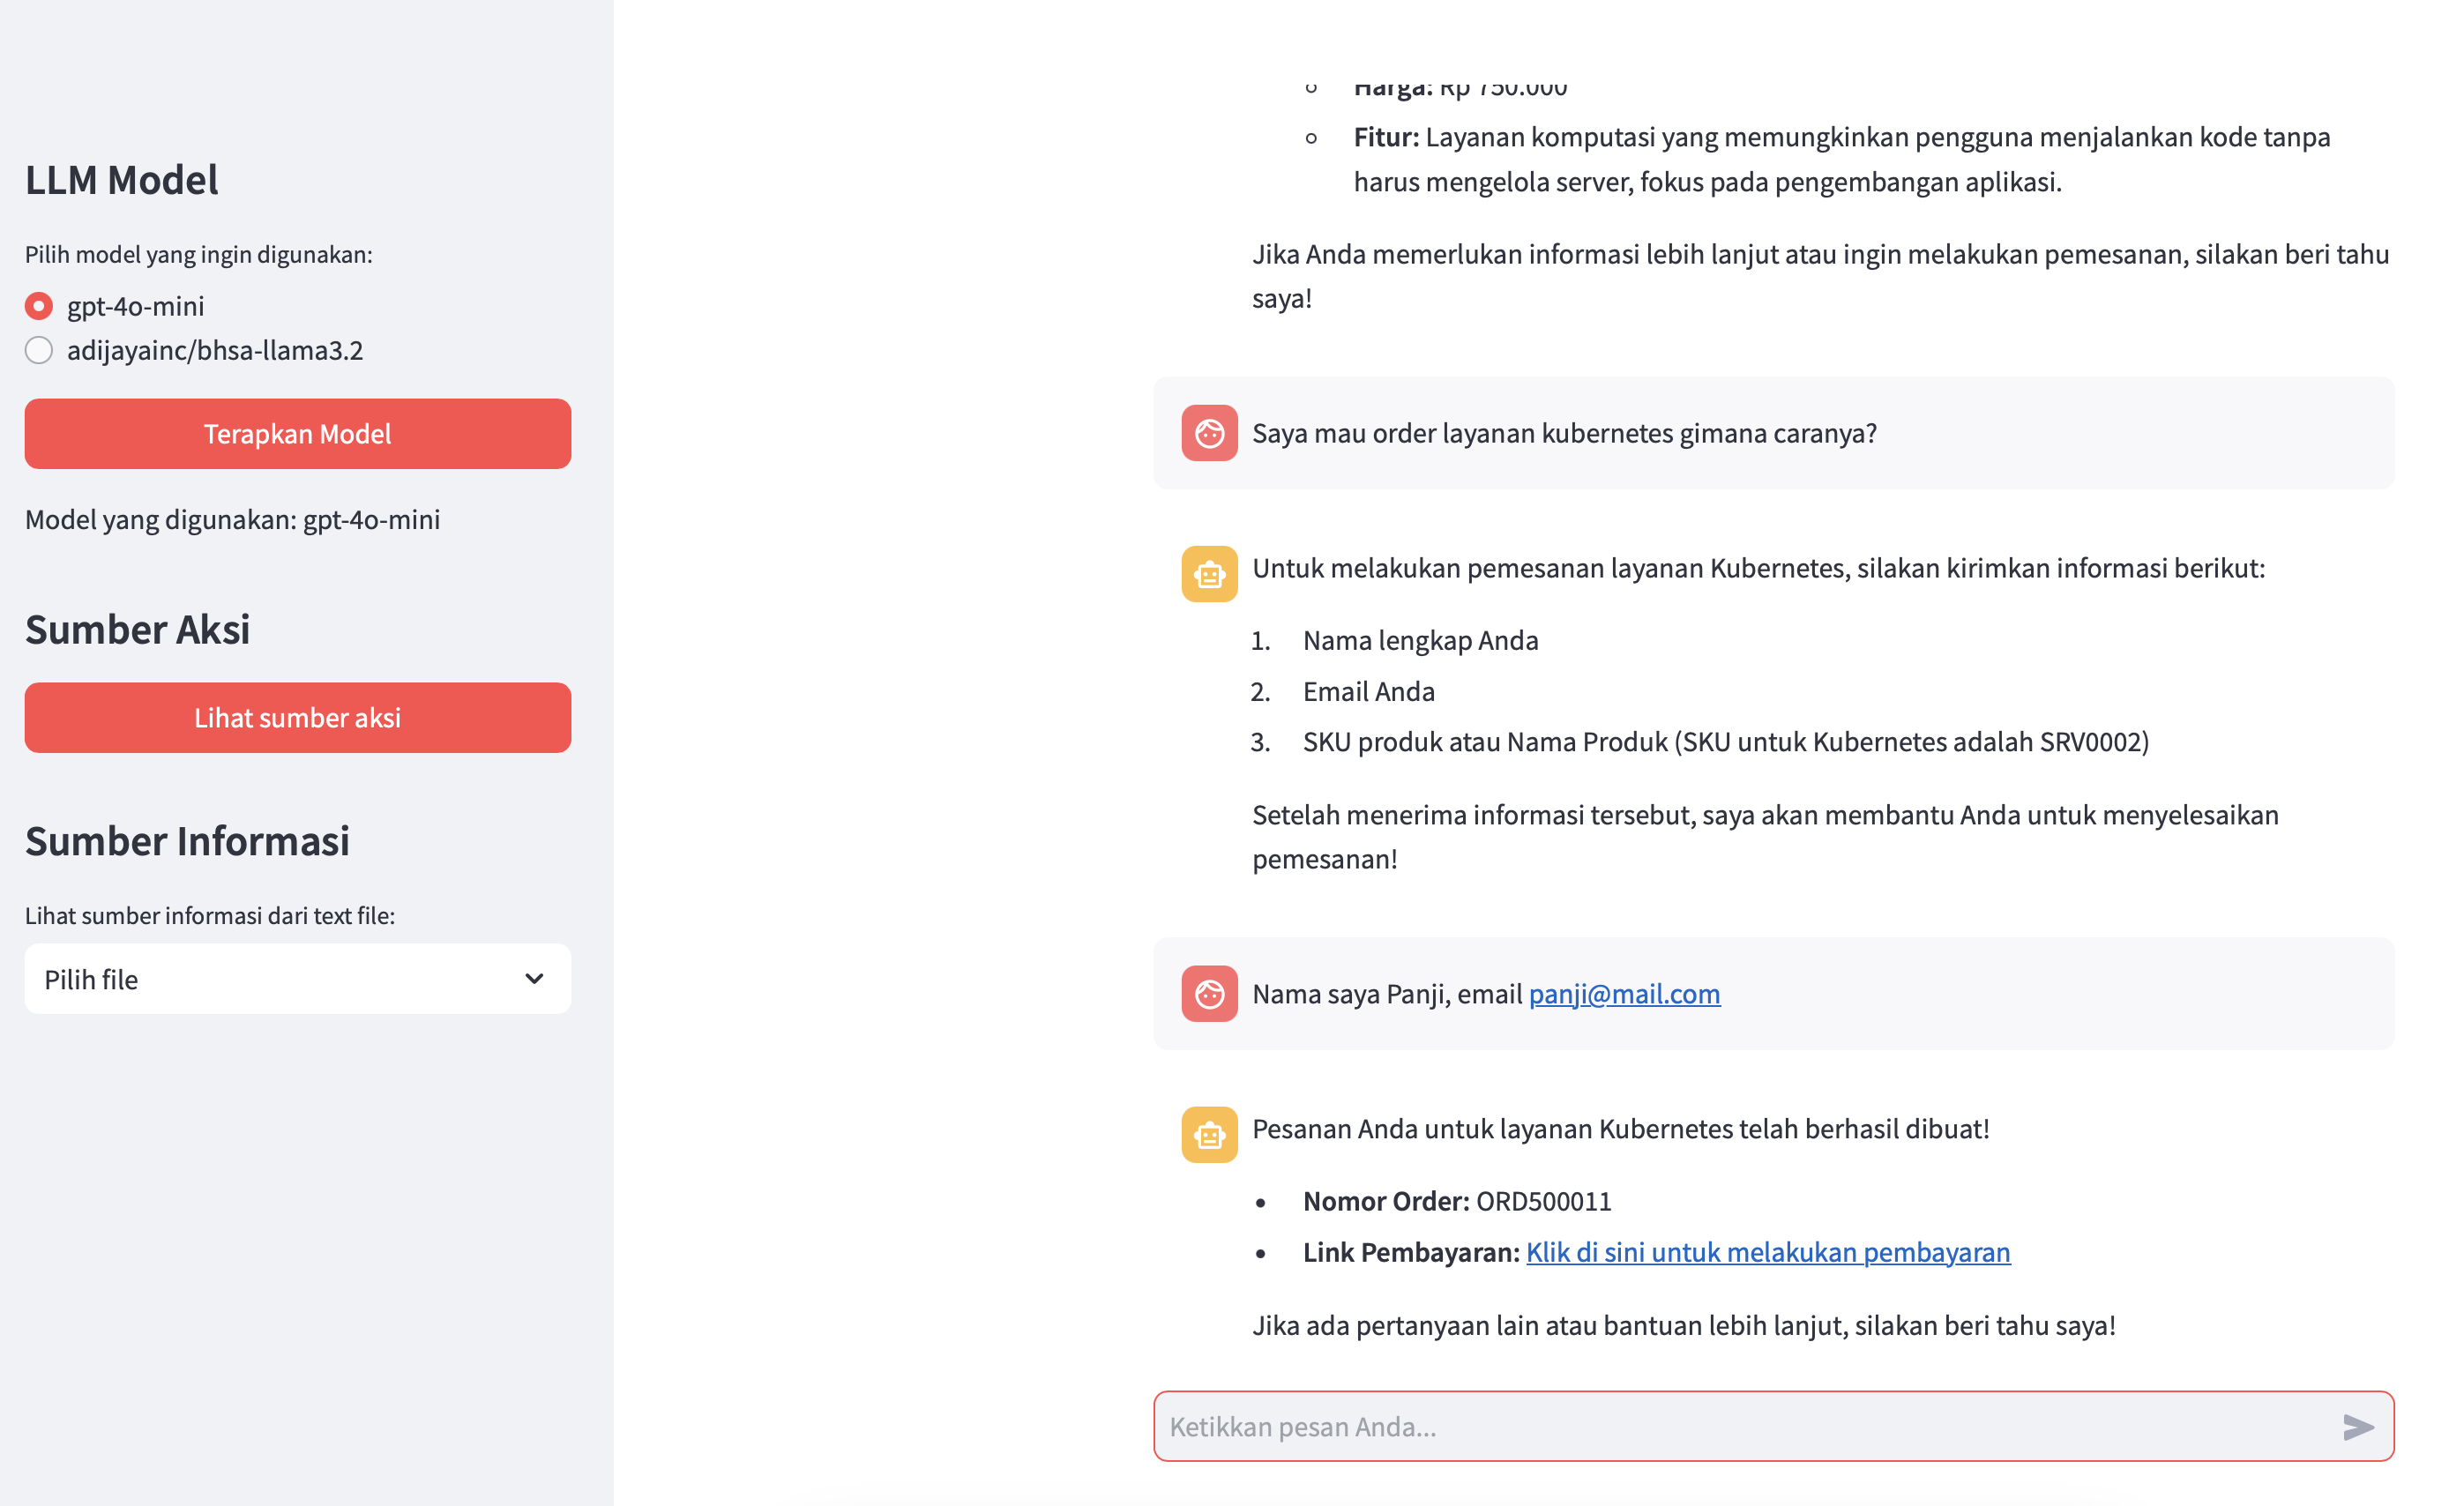 LLM Model
Pilih model yang ingin digunakan:
gpt-4o-mini
adijayainc/bhsa-llama3.2
Terapkan Model
Model yang digunakan: gpt-4o-mini
Sumber Aksi
Lihat sumber aksi
Sumber Informasi
Lihat sumber informasi dari text file:
Pilih file
Harga: Rp 750.000
Fitur: Layanan komputasi yang memungkinkan pengguna menjalankan kode tanpa
harus mengelola server, fokus pada pengembangan aplikasi.
Jika Anda memerlukan informasi lebih lanjut atau ingin melakukan pemesanan, silakan beri tahu
saya!
Saya mau order layanan kubernetes gimana caranya?
Untuk melakukan pemesanan layanan Kubernetes, silakan kirimkan informasi berikut:
1. Nama lengkap Anda
2. Email Anda
3. SKU produk atau Nama Produk (SKU untuk Kubernetes adalah SRV0002)
Setelah menerima informasi tersebut, saya akan membantu Anda untuk menyelesaikan
pemesanan!
Nama saya Panji, email panji@mail.com
Pesanan Anda untuk layanan Kubernetes telah berhasil dibuat!
• Nomor Order: ORD500011
• Link Pembayaran: Klik di sini untuk melakukan pembayaran
Jika ada pertanyaan lain atau bantuan lebih lanjut, silakan beri tahu saya!
Ketikkan pesan Anda...